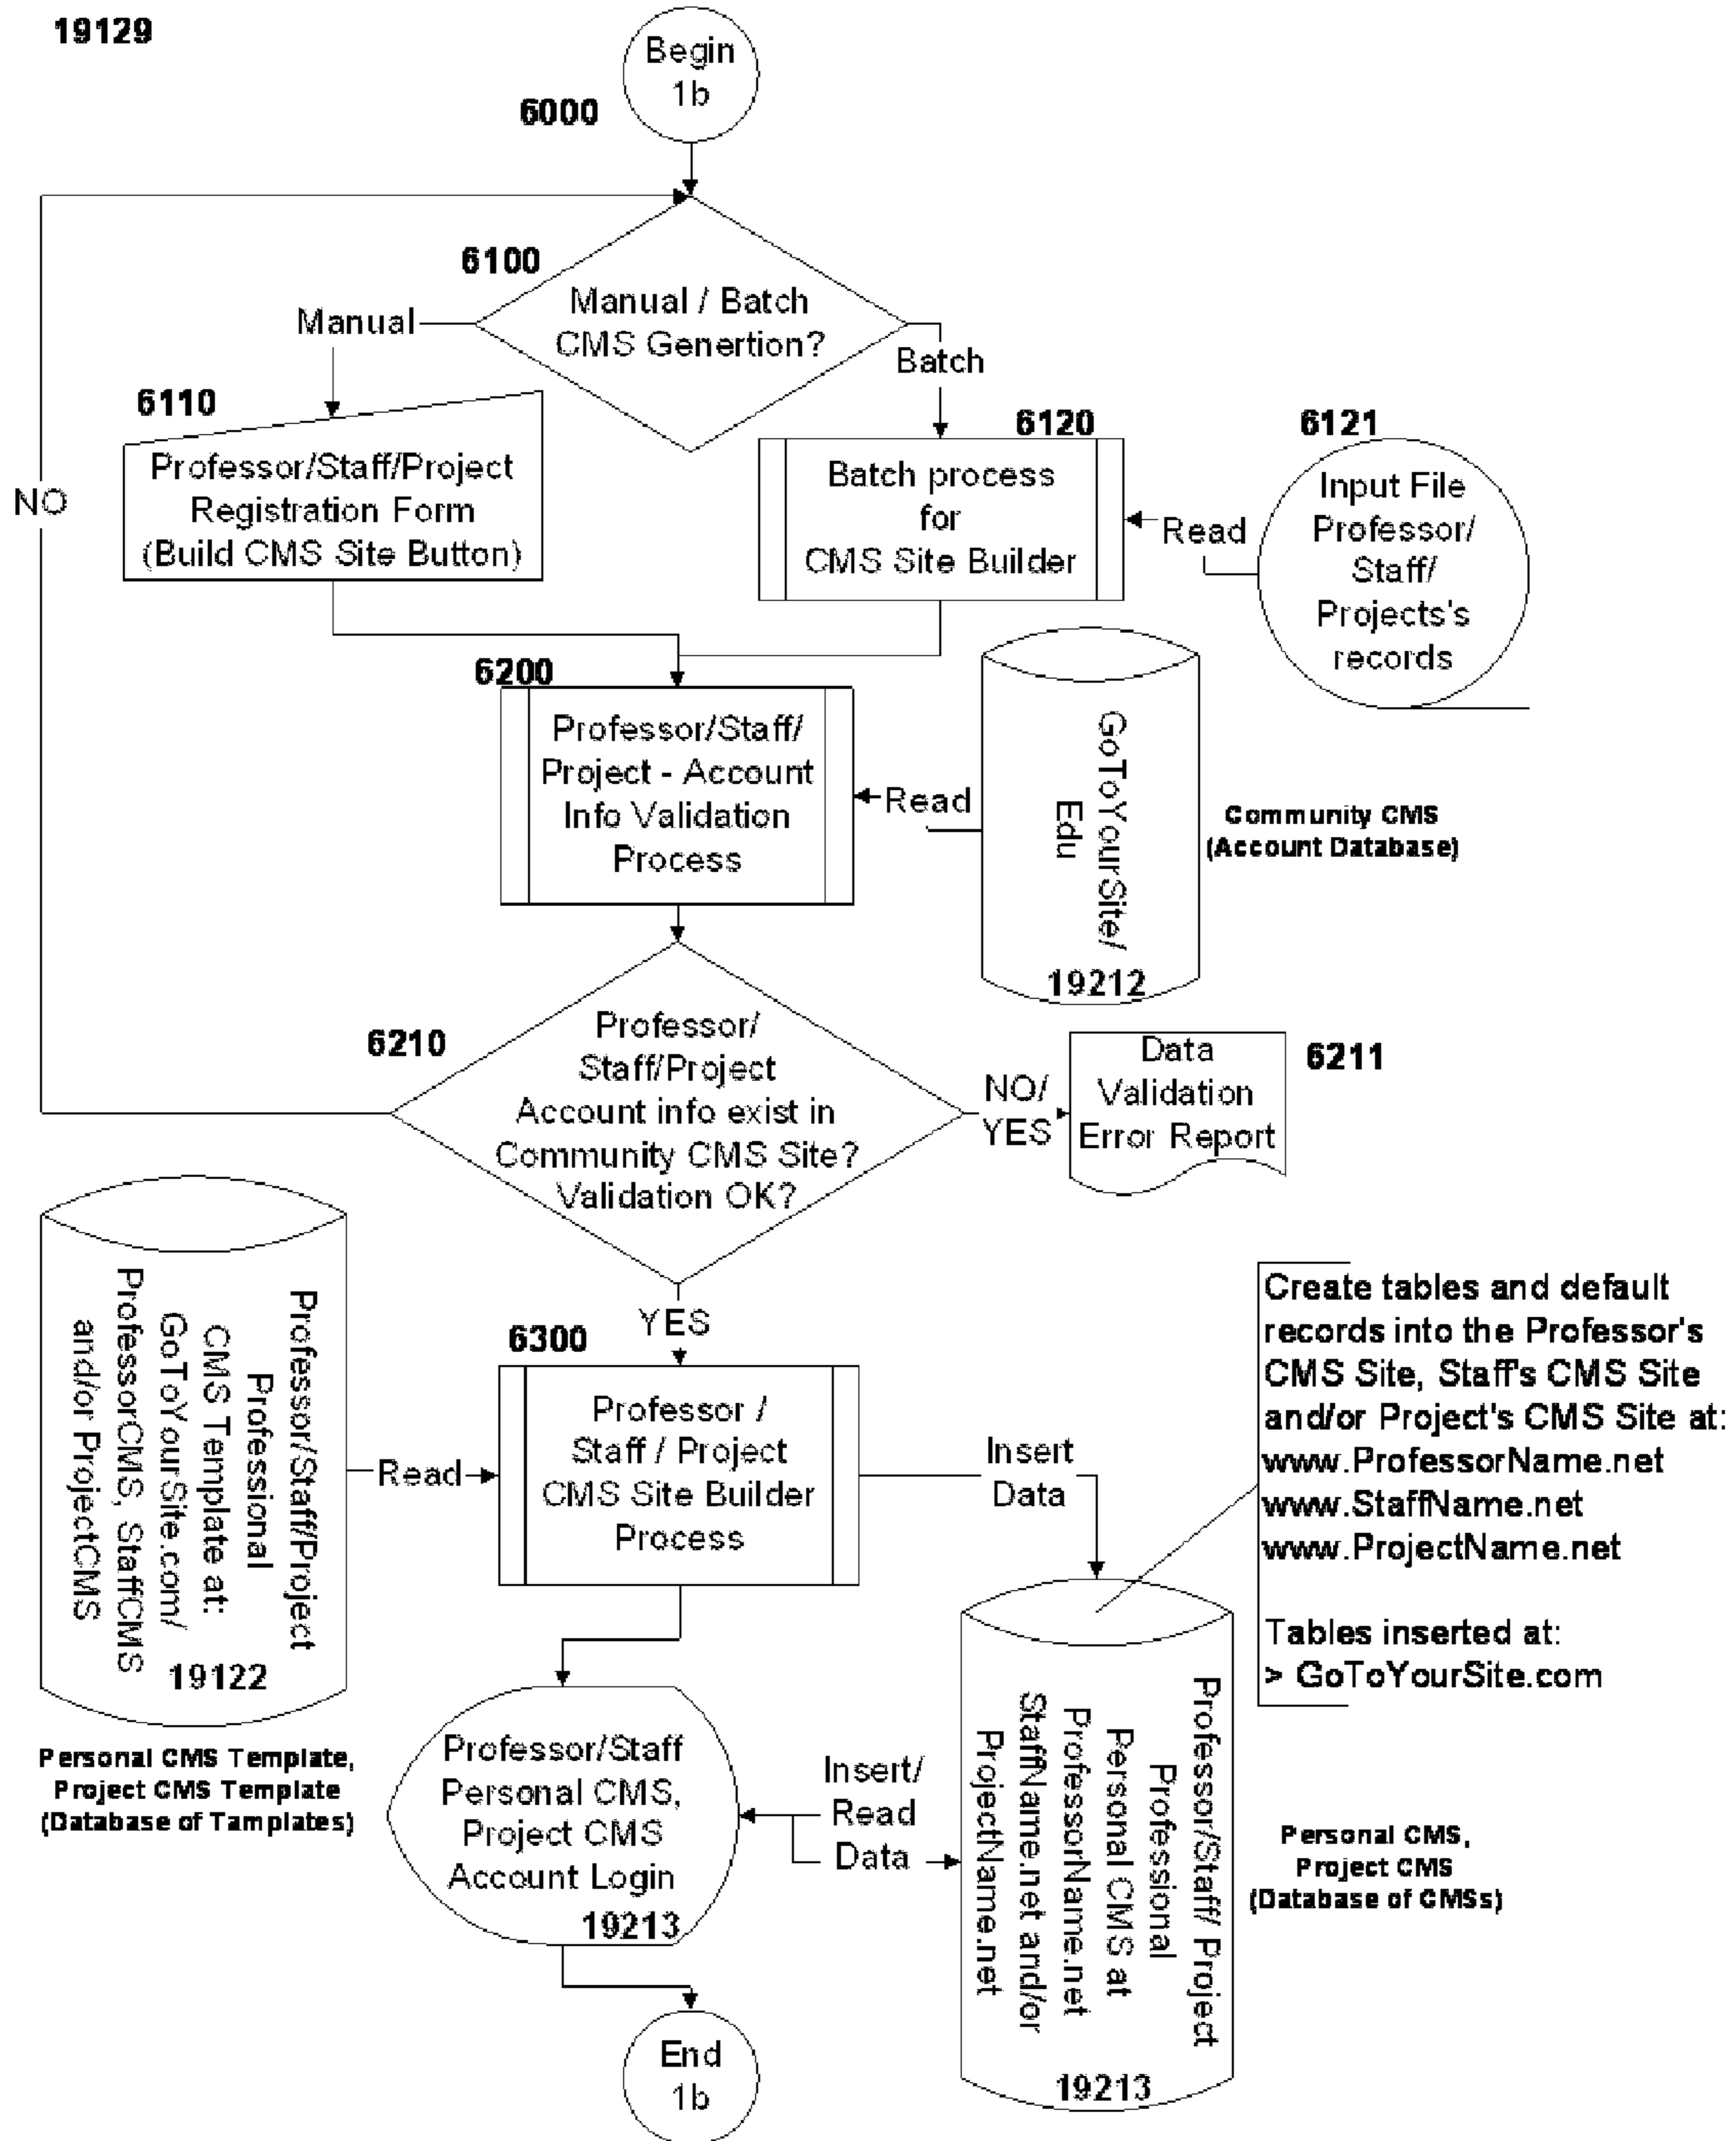 19129
Begin
1b
6000
6100
Manual / Batch
CMS Genertion?
Manual
Batch
6110
Professor/Staff/Project
Registration Form
(Build CMS Site Button)
NO
6120
Batch process
for
CMS Site Builder
Read
6121
Input File
Professor/
Staff/
Projects's
records
6200
Professor/Staff/
Project - Account
Info Validation
Process
Read
GoToYourSite/
Edu
19212
Community CMS
(Account Database)
6210
Professor/
Staff/Project
Account info exist in
Community CMS Site?
Validation OK?
NO/
YES
Data
Validation
Error Report
6211
YES
6300
Professor /
Staff / Project
CMS Site Builder
Process
Read
Professor/Staff/Project
Professional
CMS Template at:
GoToYourSite.com/
ProfessorCMS, StaffCMS
and/or ProjectCMS
19122
Personal CMS Template,
Project CMS Template
(Database of Tamplates)
Insert
Data
Create tables and default
records into the Professor's
CMS Site, Staff's CMS Site
and/or Project's CMS Site at:
www.ProfessorName.net
www.StaffName.net
www.ProjectName.net
Tables inserted at:
> GoToYourSite.com
Professor/Staff
Personal CMS,
Project CMS
Account Login
19213
Insert/
Read
Data
Professor/Staff/ Project
Professional
Personal CMS at
ProfessorName.net
StaffName.net and/or
ProjectName.net
19213
Personal CMS,
Project CMS
(Database of CMSs)
End
1b